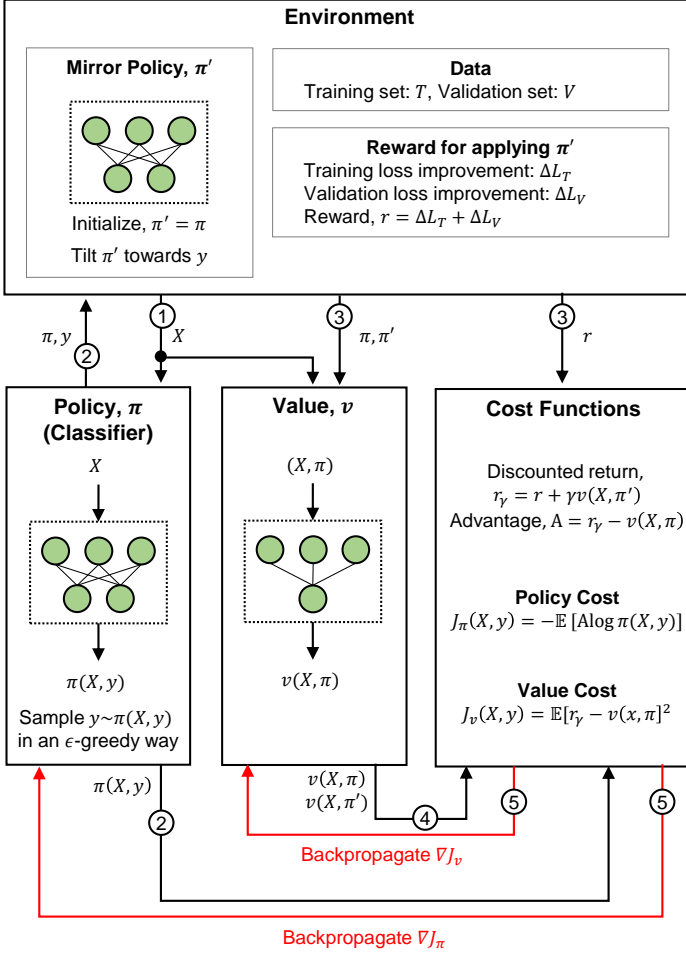 Environment
Mirror Policy, π′
Initialize, π′ = π
Tilt π′ towards y
Data
Training set: T, Validation set: V
Reward for applying π′
Training loss improvement: ΔL_T
Validation loss improvement: ΔL_V
Reward, r = ΔL_T + ΔL_V
π, y
2
1
X
3
π, π′
3
r
Policy, π
(Classifier)
X
π(X, y)
Sample y~π(X, y)
in an ϵ-greedy way
Value, v
(X, π)
v(X, π)
Cost Functions
Discounted return,
r_γ = r + γv(X, π′)
Advantage, A = r_γ − v(X, π)
Policy Cost
J_π(X, y) = −𝔼 [Alog π(X, y)]
Value Cost
J_v(X, y) = 𝔼[r_γ − v(x, π]²
π(X, y)
2
v(X, π)
v(X, π′)
4
5
5
Backpropagate ∇J_v
Backpropagate ∇J_π